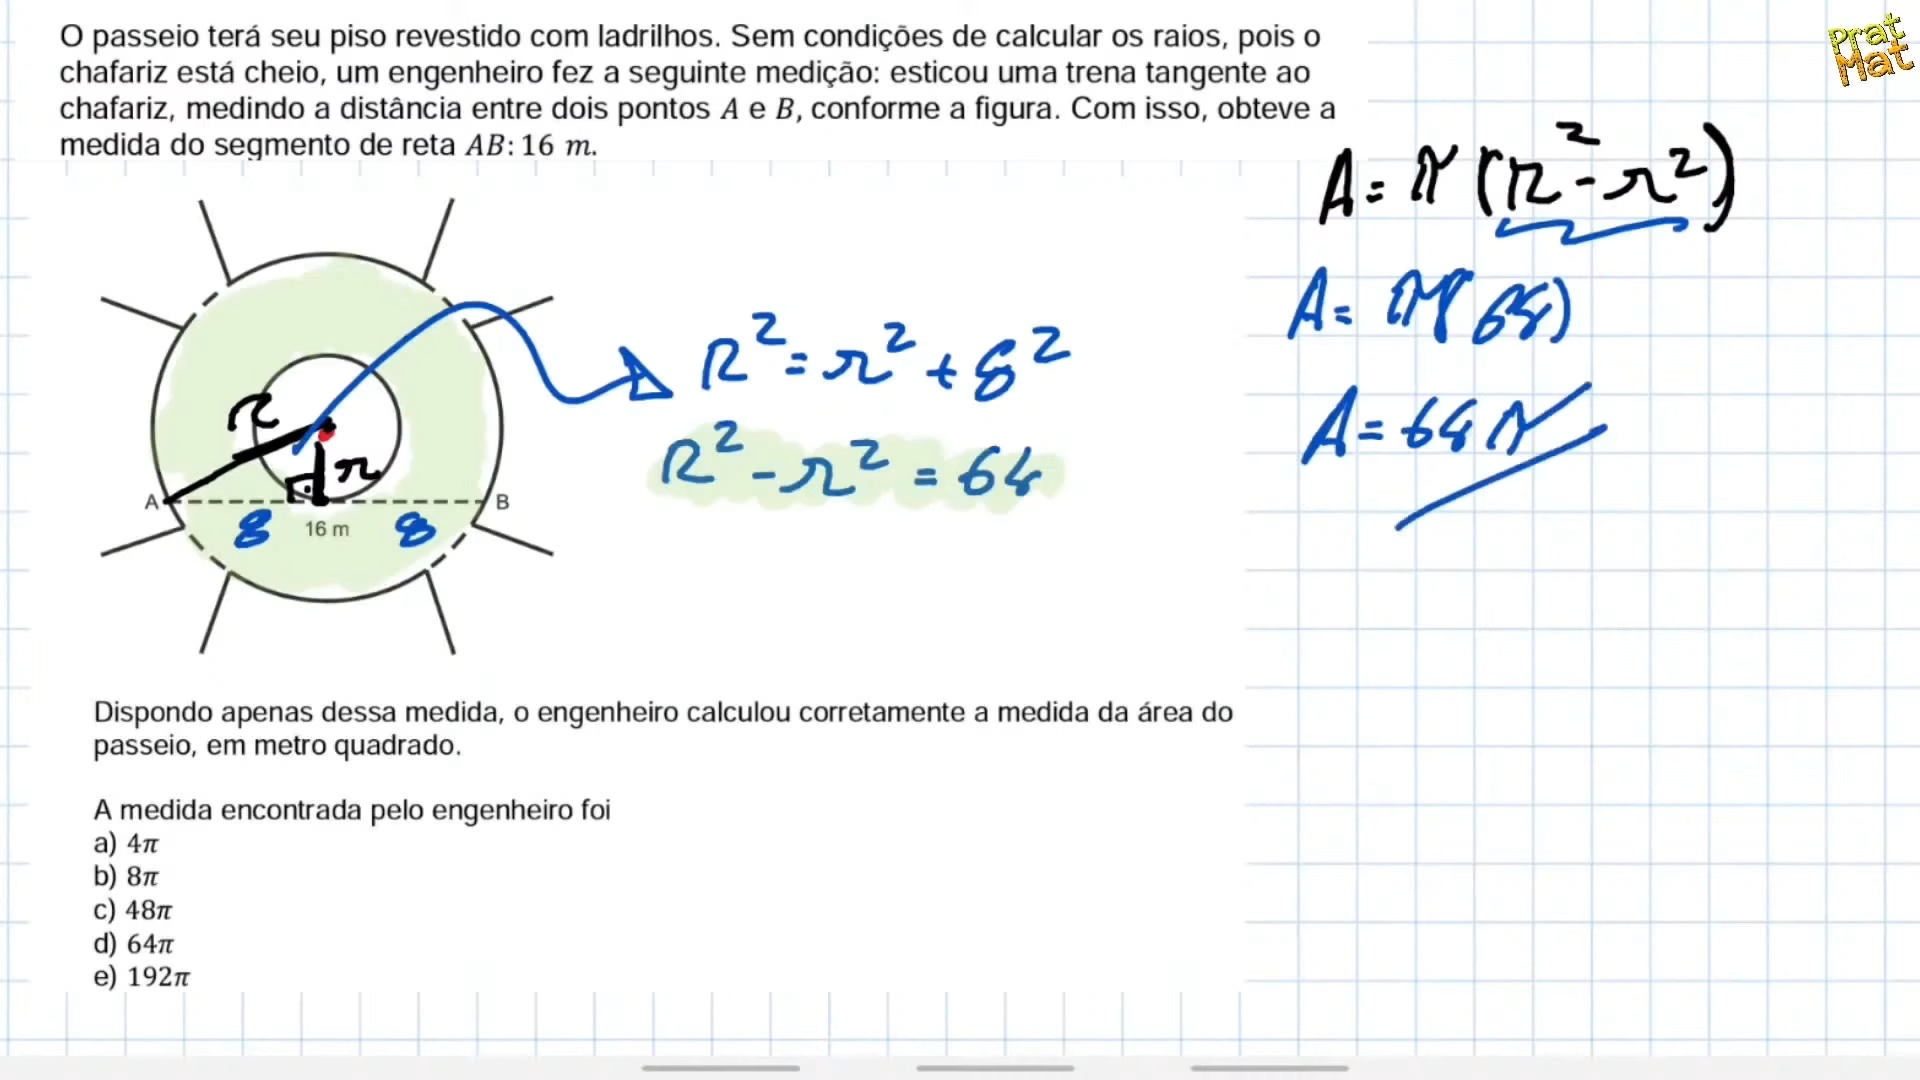 O passeio terá seu piso revestido com ladrilhos. Sem condições de calcular os raios, pois o
chafariz está cheio, um engenheiro fez a seguinte medição: esticou uma trena tangente ao
chafariz, medindo a distância entre dois pontos A e B, conforme a figura. Com isso, obteve a
medida do segmento de reta AB: 16 m.
Prat
Mat
A = π (R² - r²)
A = π(64)
A = 64π
R² = r² + 8²
R² - r² = 64
R
r
A
B
8
16 m
8
Dispondo apenas dessa medida, o engenheiro calculou corretamente a medida da área do
passeio, em metro quadrado.
A medida encontrada pelo engenheiro foi
a) 4π
b) 8π
c) 48π
d) 64π
e) 192π